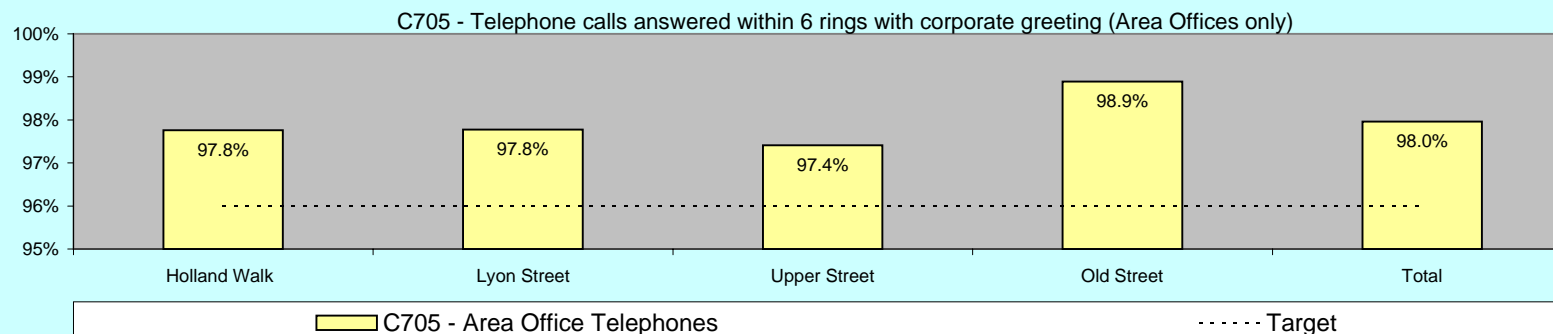 C705 - Telephone calls answered within 6 rings with corporate greeting (Area Offices only)
100%
99%
98%
97%
96%
95%
97.8%
97.8%
97.4%
98.9%
98.0%
Holland Walk
Lyon Street
Upper Street
Old Street
Total
C705 - Area Office Telephones
Target